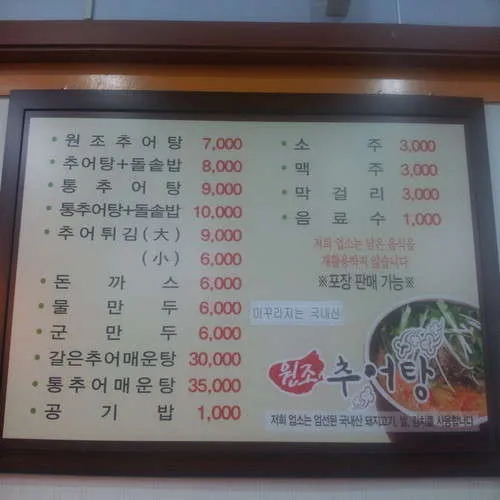 • 원조추어탕 7,000
• 추어탕+돌솥밥 8,000
• 통추어탕 9,000
• 통추어탕+돌솥밥 10,000
• 추어튀김(大) 9,000
(小) 6,000
• 돈까스 6,000
• 물만두 6,000
• 군만두 6,000
• 갈은추어매운탕 30,000
• 통추어매운탕 35,000
• 공기밥 1,000
• 소주 3,000
• 맥주 3,000
• 막걸리 3,000
• 음료수 1,000
저희 업소는 남은 음식을
재활용하지 않습니다
※포장 판매 가능※
미꾸라지는 국내산
원조 추어탕
저희 업소는 엄선된 국내산 돼지고기, 쌀, 김치를 사용합니다